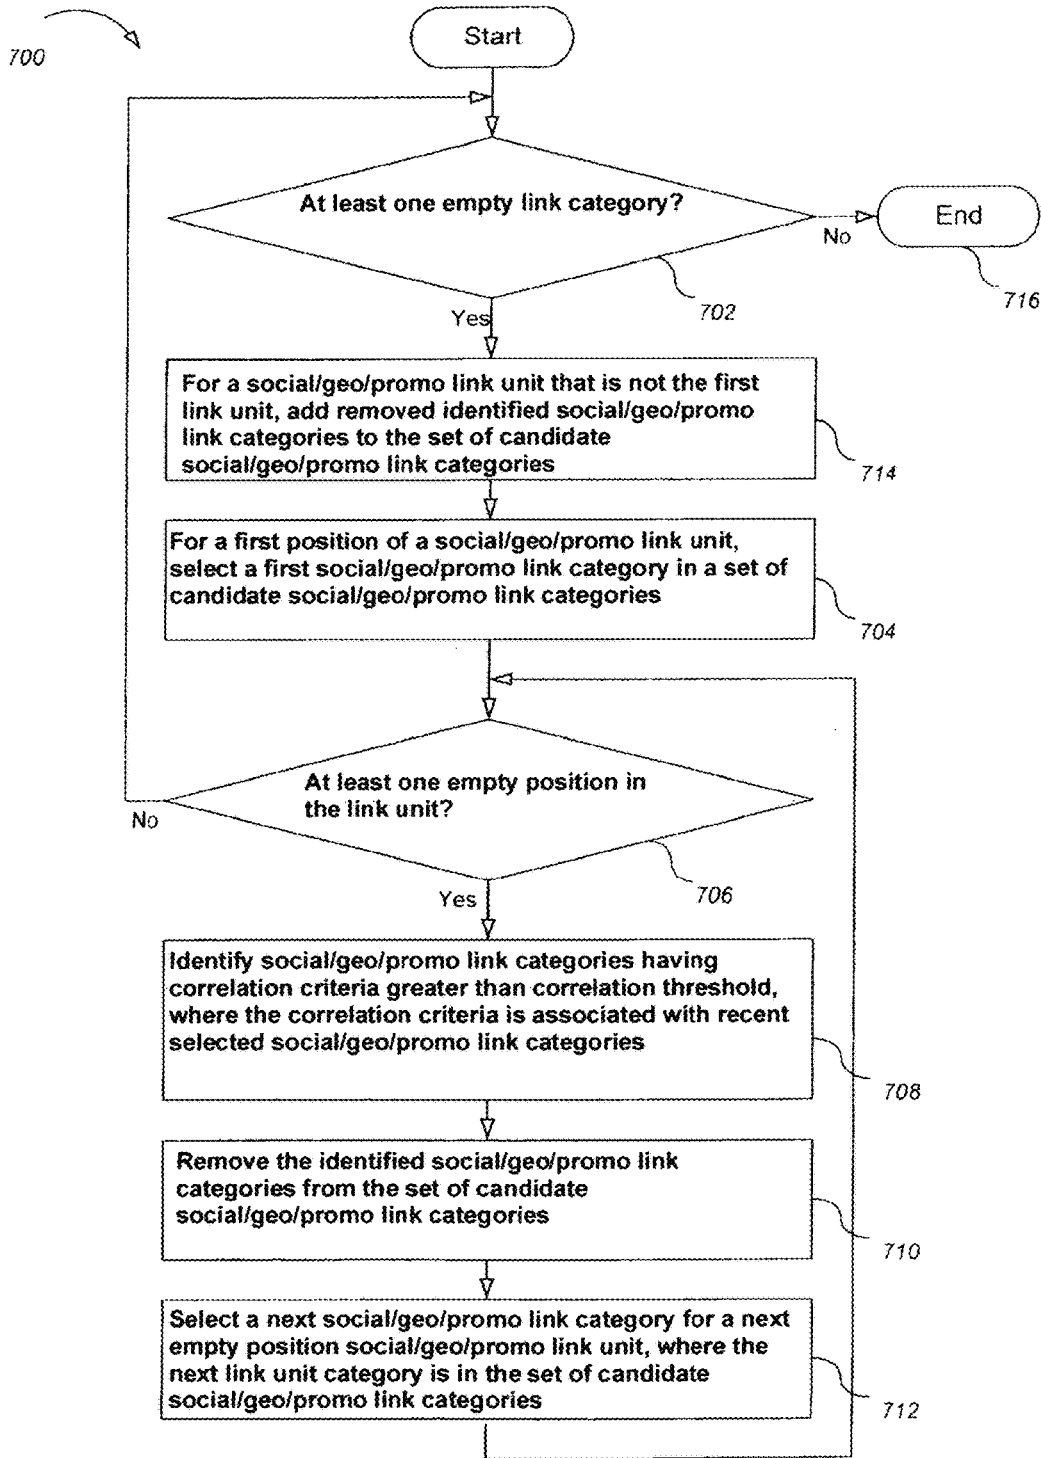 700
Start
At least one empty link category?
No
End
716
702
Yes
For a social/geo/promo link unit that is not the first
link unit, add removed identified social/geo/promo
link categories to the set of candidate
social/geo/promo link categories
714
For a first position of a social/geo/promo link unit,
select a first social/geo/promo link category in a set of
candidate social/geo/promo link categories
704
At least one empty position in
the link unit?
No
706
Yes
Identify social/geo/promo link categories having
correlation criteria greater than correlation threshold,
where the correlation criteria is associated with recent
selected social/geo/promo link categories
708
Remove the identified social/geo/promo link
categories from the set of candidate
social/geo/promo link categories
710
Select a next social/geo/promo link category for a next
empty position social/geo/promo link unit, where the
next link unit category is in the set of candidate
social/geo/promo link categories
712